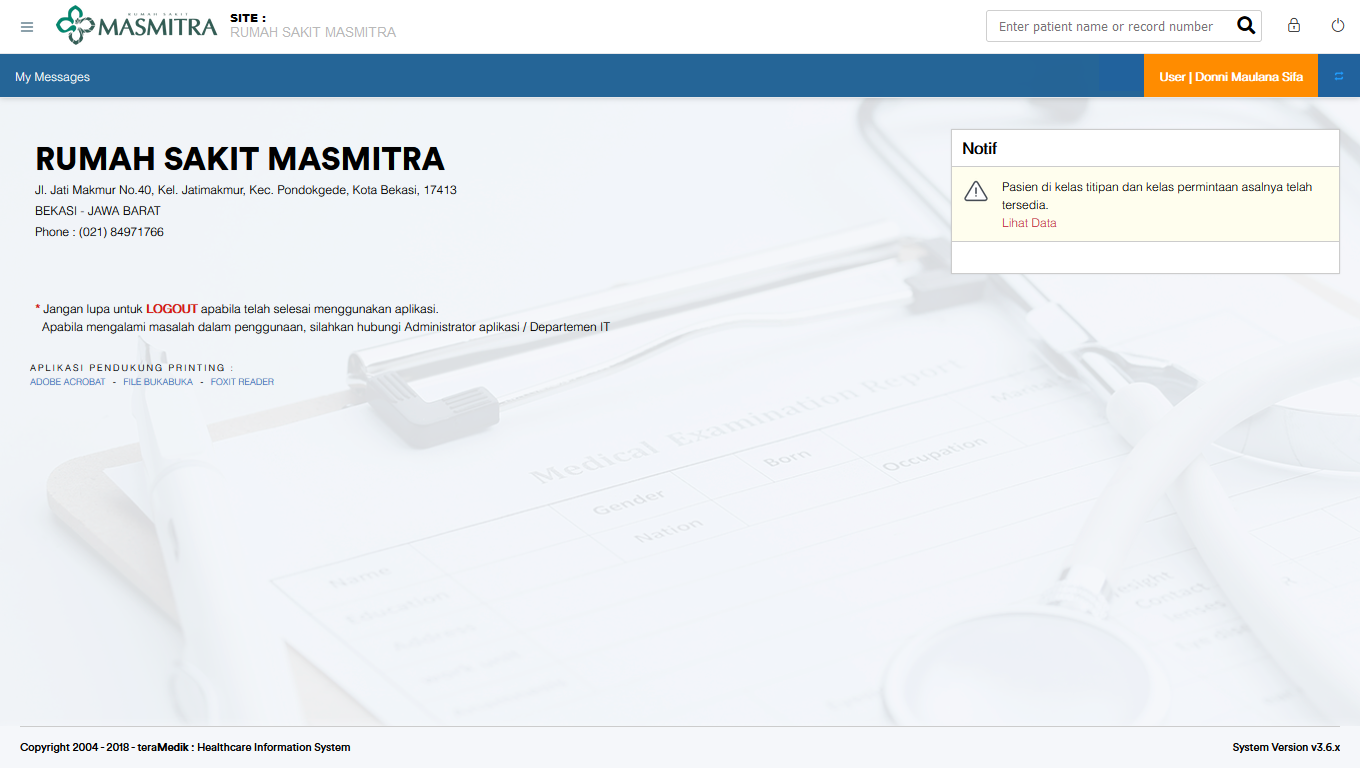 RUMAH SAKIT
MASMITRA
SITE :
RUMAH SAKIT MASMITRA
Enter patient name or record number
My Messages
User | Donni Maulana Sifa
RUMAH SAKIT MASMITRA
Jl. Jati Makmur No.40, Kel. Jatimakmur, Kec. Pondokgede, Kota Bekasi, 17413
BEKASI - JAWA BARAT
Phone : (021) 84971766
Notif
Pasien di kelas titipan dan kelas permintaan asalnya telah
tersedia.
Lihat Data
* Jangan lupa untuk LOGOUT apabila telah selesai menggunakan aplikasi.
Apabila mengalami masalah dalam penggunaan, silahkan hubungi Administrator aplikasi / Departemen IT
APLIKASI PENDUKUNG PRINTING :
ADOBE ACROBAT - FILE BUKABUKA - FOXIT READER
Medical Examination Report
Born
Occupation
Gender
Nation
Name
Education
Contact
Lenses
Copyright 2004 - 2018 - teraMedik : Healthcare Information System
System Version v3.6.x